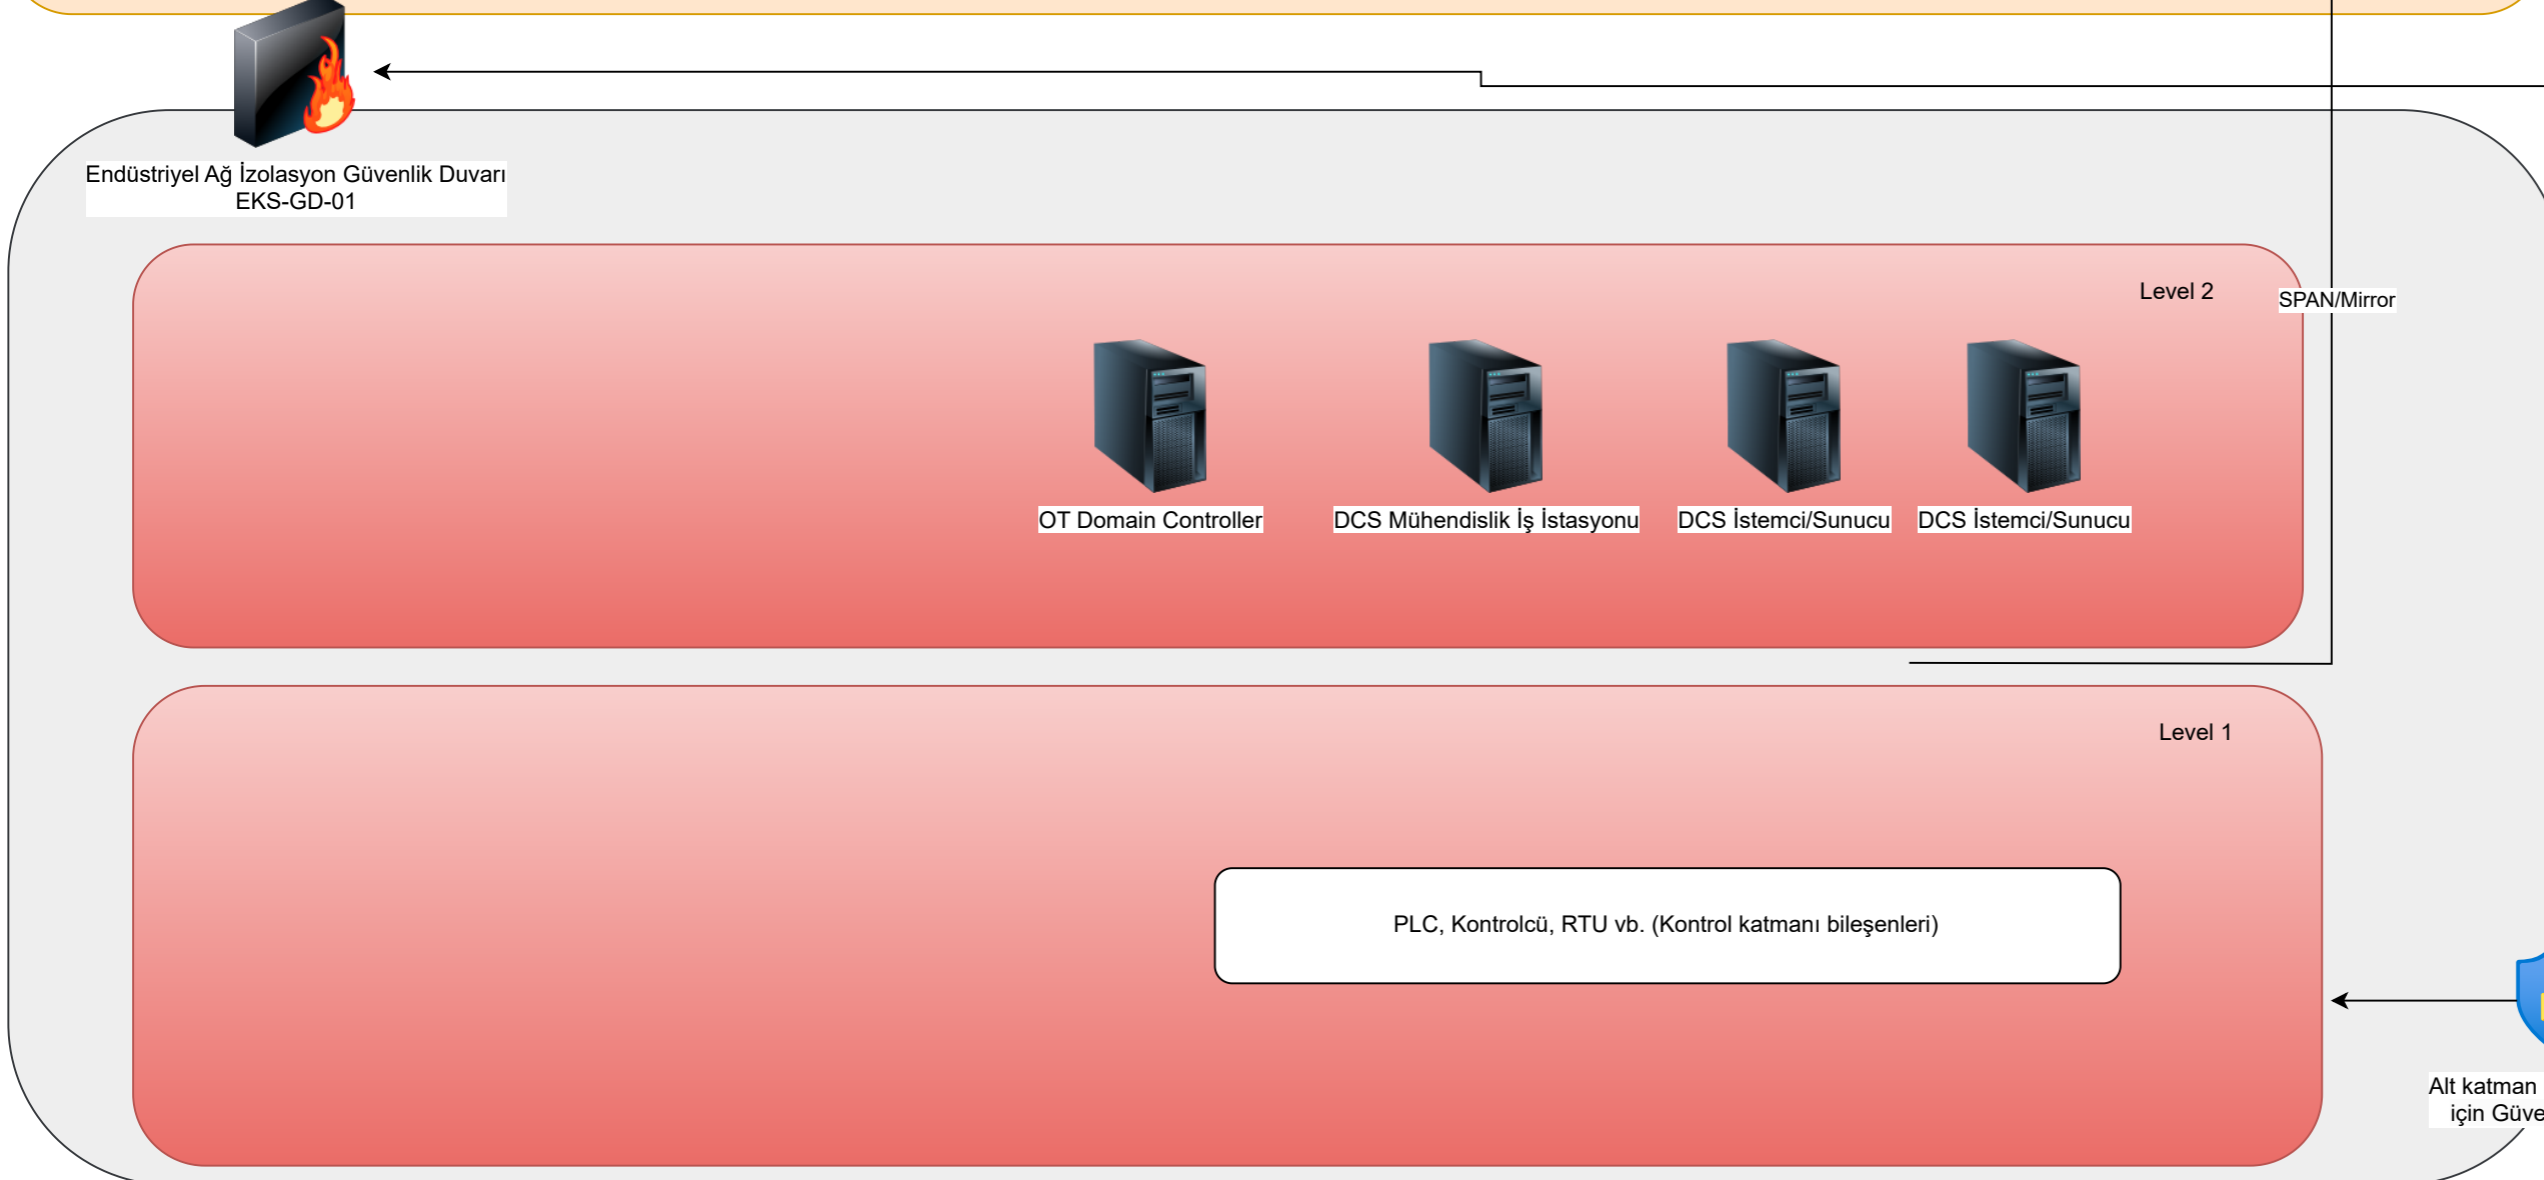 Endüstriyel Ağ İzolasyon Güvenlik Duvarı
EKS-GD-01
Level 2
SPAN/Mirror
OT Domain Controller
DCS Mühendislik İş İstasyonu
DCS İstemci/Sunucu
DCS İstemci/Sunucu
Level 1
PLC, Kontrolcü, RTU vb. (Kontrol katmanı bileşenleri)
Alt katman
için